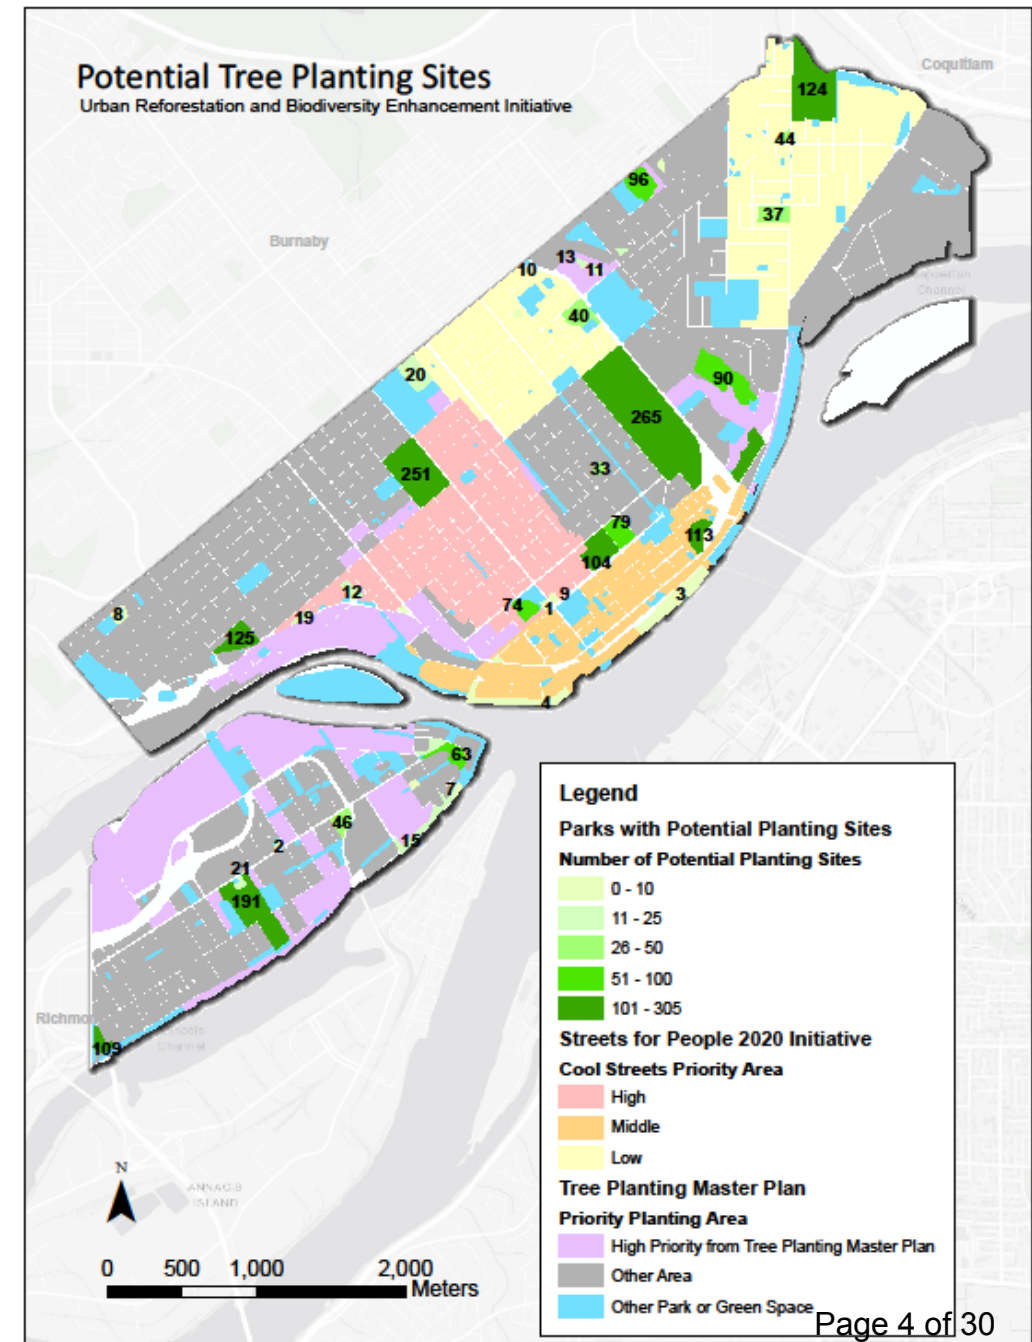 Potential Tree Planting Sites
Urban Reforestation and Biodiversity Enhancement Initiative
Coquitlam
124
44
96
37
Burnaby
13
11
10
Channel
40
20
90
265
33
251
79
113
104
12
9
3
74
1
8
19
125
4
63
7
46
15
2
21
191
Richmo
Channel
109
ANNACIS
ISLAND
N
0 500 1,000 2,000
Meters
Legend
Parks with Potential Planting Sites
Number of Potential Planting Sites
0 - 10
11 - 25
26 - 50
51 - 100
101 - 305
Streets for People 2020 Initiative
Cool Streets Priority Area
High
Middle
Low
Tree Planting Master Plan
Priority Planting Area
High Priority from Tree Planting Master Plan
Other Area
Other Park or Green Space
Page 4 of 30